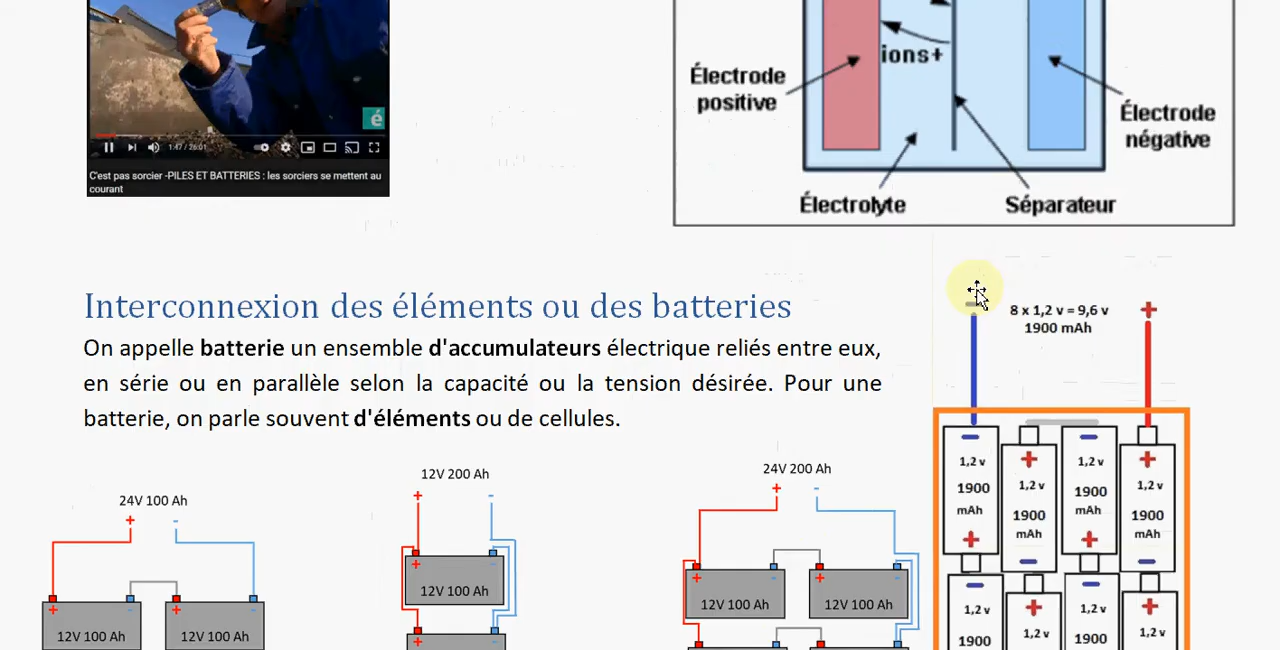 é
1:47 / 26:01
C'est pas sorcier -PILES ET BATTERIES : les sorciers se mettent au
courant
ions+
Électrode
positive
Électrode
négative
Électrolyte
Séparateur
Interconnexion des éléments ou des batteries
On appelle batterie un ensemble d'accumulateurs électrique reliés entre eux,
en série ou en parallèle selon la capacité ou la tension désirée. Pour une
batterie, on parle souvent d'éléments ou de cellules.
24V 100 Ah
+ -
+ - + -
12V 100 Ah
12V 100 Ah
12V 200 Ah
+ -
+ -
12V 100 Ah
+
24V 200 Ah
+ -
+ - + -
12V 100 Ah
12V 100 Ah
- +
8 x 1,2 v = 9,6 v
1900 mAh
-
1,2 v
1900
mAh
+
+
1,2 v
1900
mAh
-
-
1,2 v
1900
mAh
+
+
1,2 v
1900
mAh
-
-
1,2 v
1900
+
1,2 v
-
1,2 v
1900
+
1,2 v